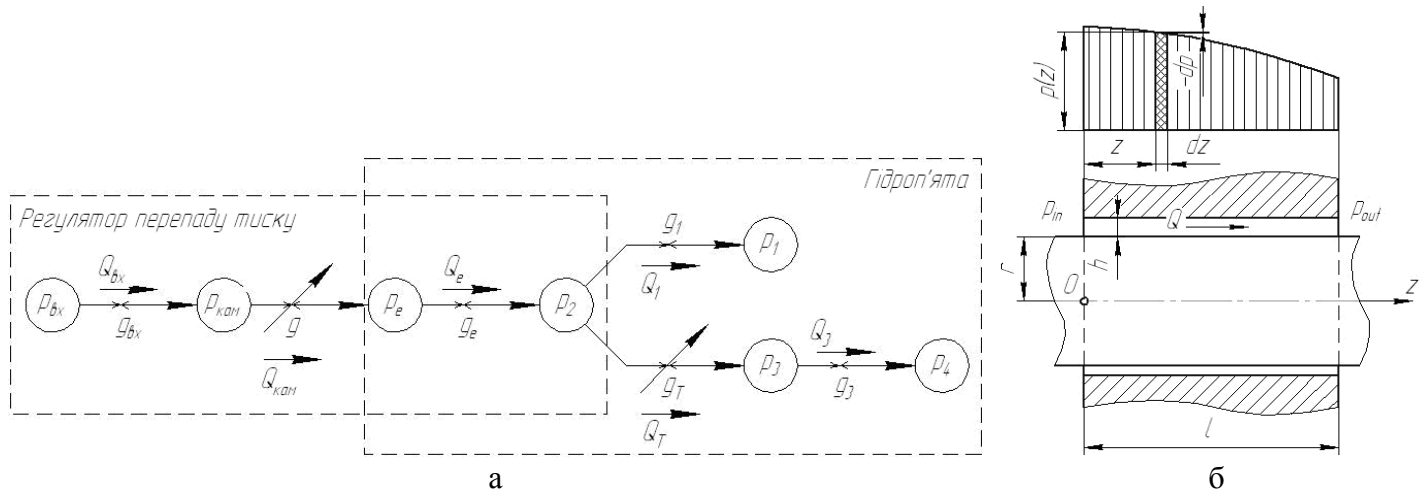 Регулятор перепаду тиску
Гідроп'ята
Pвх
Qвх
gвх
Pкам
g
Qкам
Pe
Qe
ge
P2
g1
Q1
P1
gT
QT
P3
Q3
g3
P4
а
p(z)
-dp
z
dz
Pin
Pout
Q
h
r
O
z
l
б